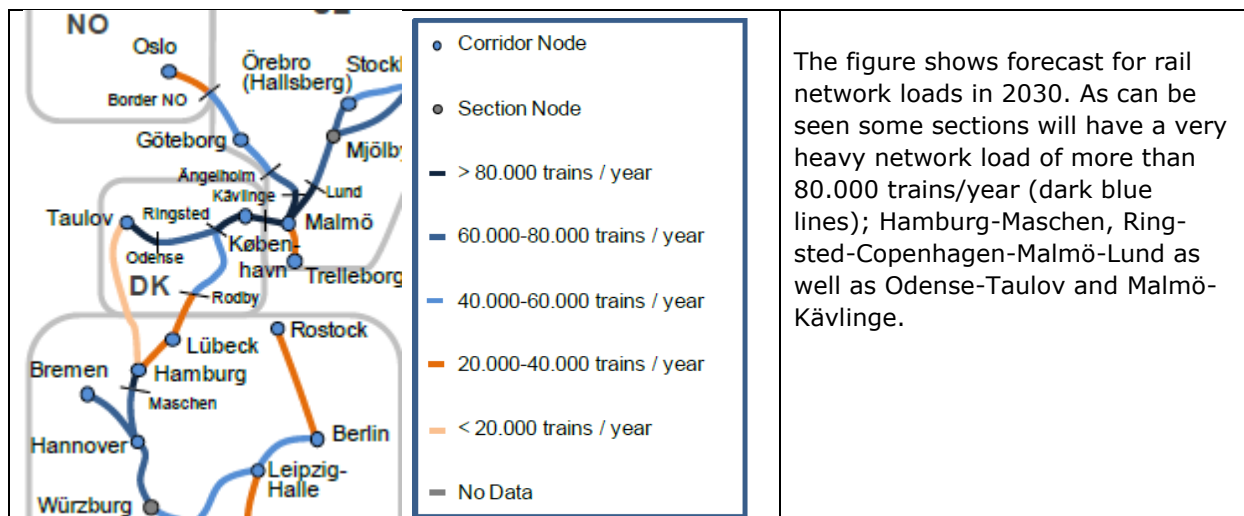 NO
Oslo
Örebro
(Hallsberg)
Border NO
Göteborg
Mjölby
Ängelholm
Kävlinge
Lund
Taulov
Ringsted
Malmö
Køben-
havn
Odense
Trelleborg
DK
Rodby
Rostock
Lübeck
Bremen
Hamburg
Maschen
Hannover
Berlin
Leipzig-
Halle
Würzburg
Corridor Node
Section Node
> 80.000 trains / year
60.000-80.000 trains / year
40.000-60.000 trains / year
20.000-40.000 trains / year
< 20.000 trains / year
No Data
The figure shows forecast for rail
network loads in 2030. As can be
seen some sections will have a very
heavy network load of more than
80.000 trains/year (dark blue
lines); Hamburg-Maschen, Ring-
sted-Copenhagen-Malmö-Lund as
well as Odense-Taulov and Malmö-
Kävlinge.